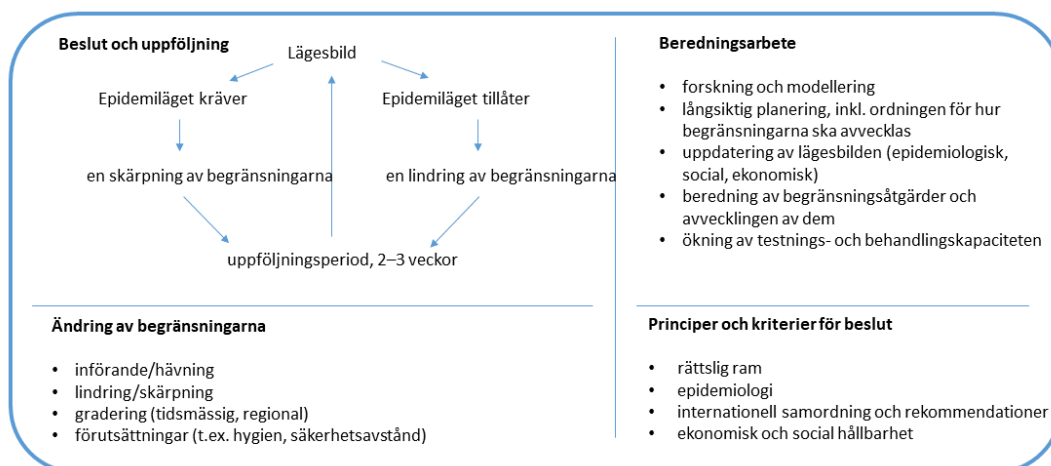 Beslut och uppföljning
Lägesbild
Epidemiläget kräver
Epidemiläget tillåter
en skärpning av begränsningarna
en lindring av begränsningarna
uppföljningsperiod, 2–3 veckor
Beredningsarbete
• forskning och modellering
• långsiktig planering, inkl. ordningen för hur
begränsningarna ska avvecklas
• uppdatering av lägesbilden (epidemiologisk,
social, ekonomisk)
• beredning av begränsningsåtgärder och
avvecklingen av dem
• ökning av testnings- och behandlingskapaciteten
Ändring av begränsningarna
• införande/hävning
• lindring/skärpning
• gradering (tidsmässig, regional)
• förutsättningar (t.ex. hygien, säkerhetsavstånd)
Principer och kriterier för beslut
• rättslig ram
• epidemiologi
• internationell samordning och rekommendationer
• ekonomisk och social hållbarhet